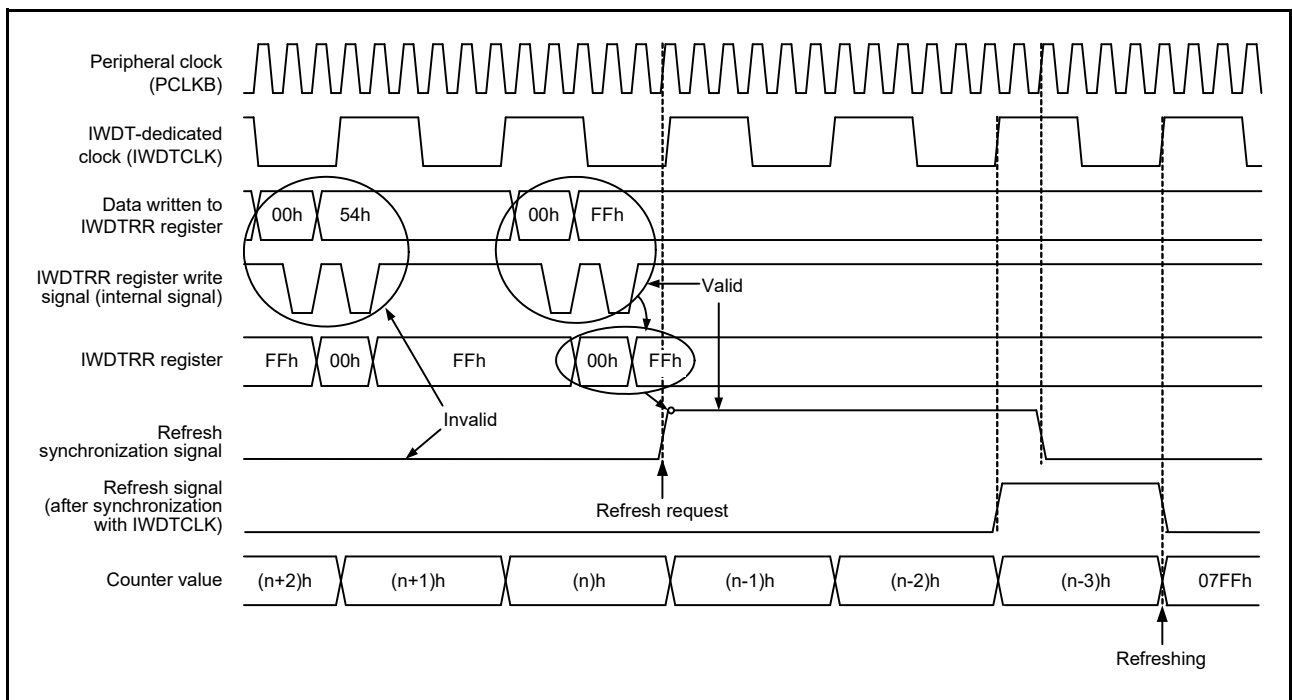 Peripheral clock
(PCLKB)
IWDT-dedicated
clock (IWDTCLK)
Data written to
IWDTRR register
00h
54h
00h
FFh
IWDTRR register write
signal (internal signal)
Valid
IWDTRR register
FFh
00h
FFh
00h
FFh
Invalid
Refresh
synchronization signal
Refresh signal
(after synchronization
with IWDTCLK)
Refresh request
Counter value
(n+2)h
(n+1)h
(n)h
(n-1)h
(n-2)h
(n-3)h
07FFh
Refreshing